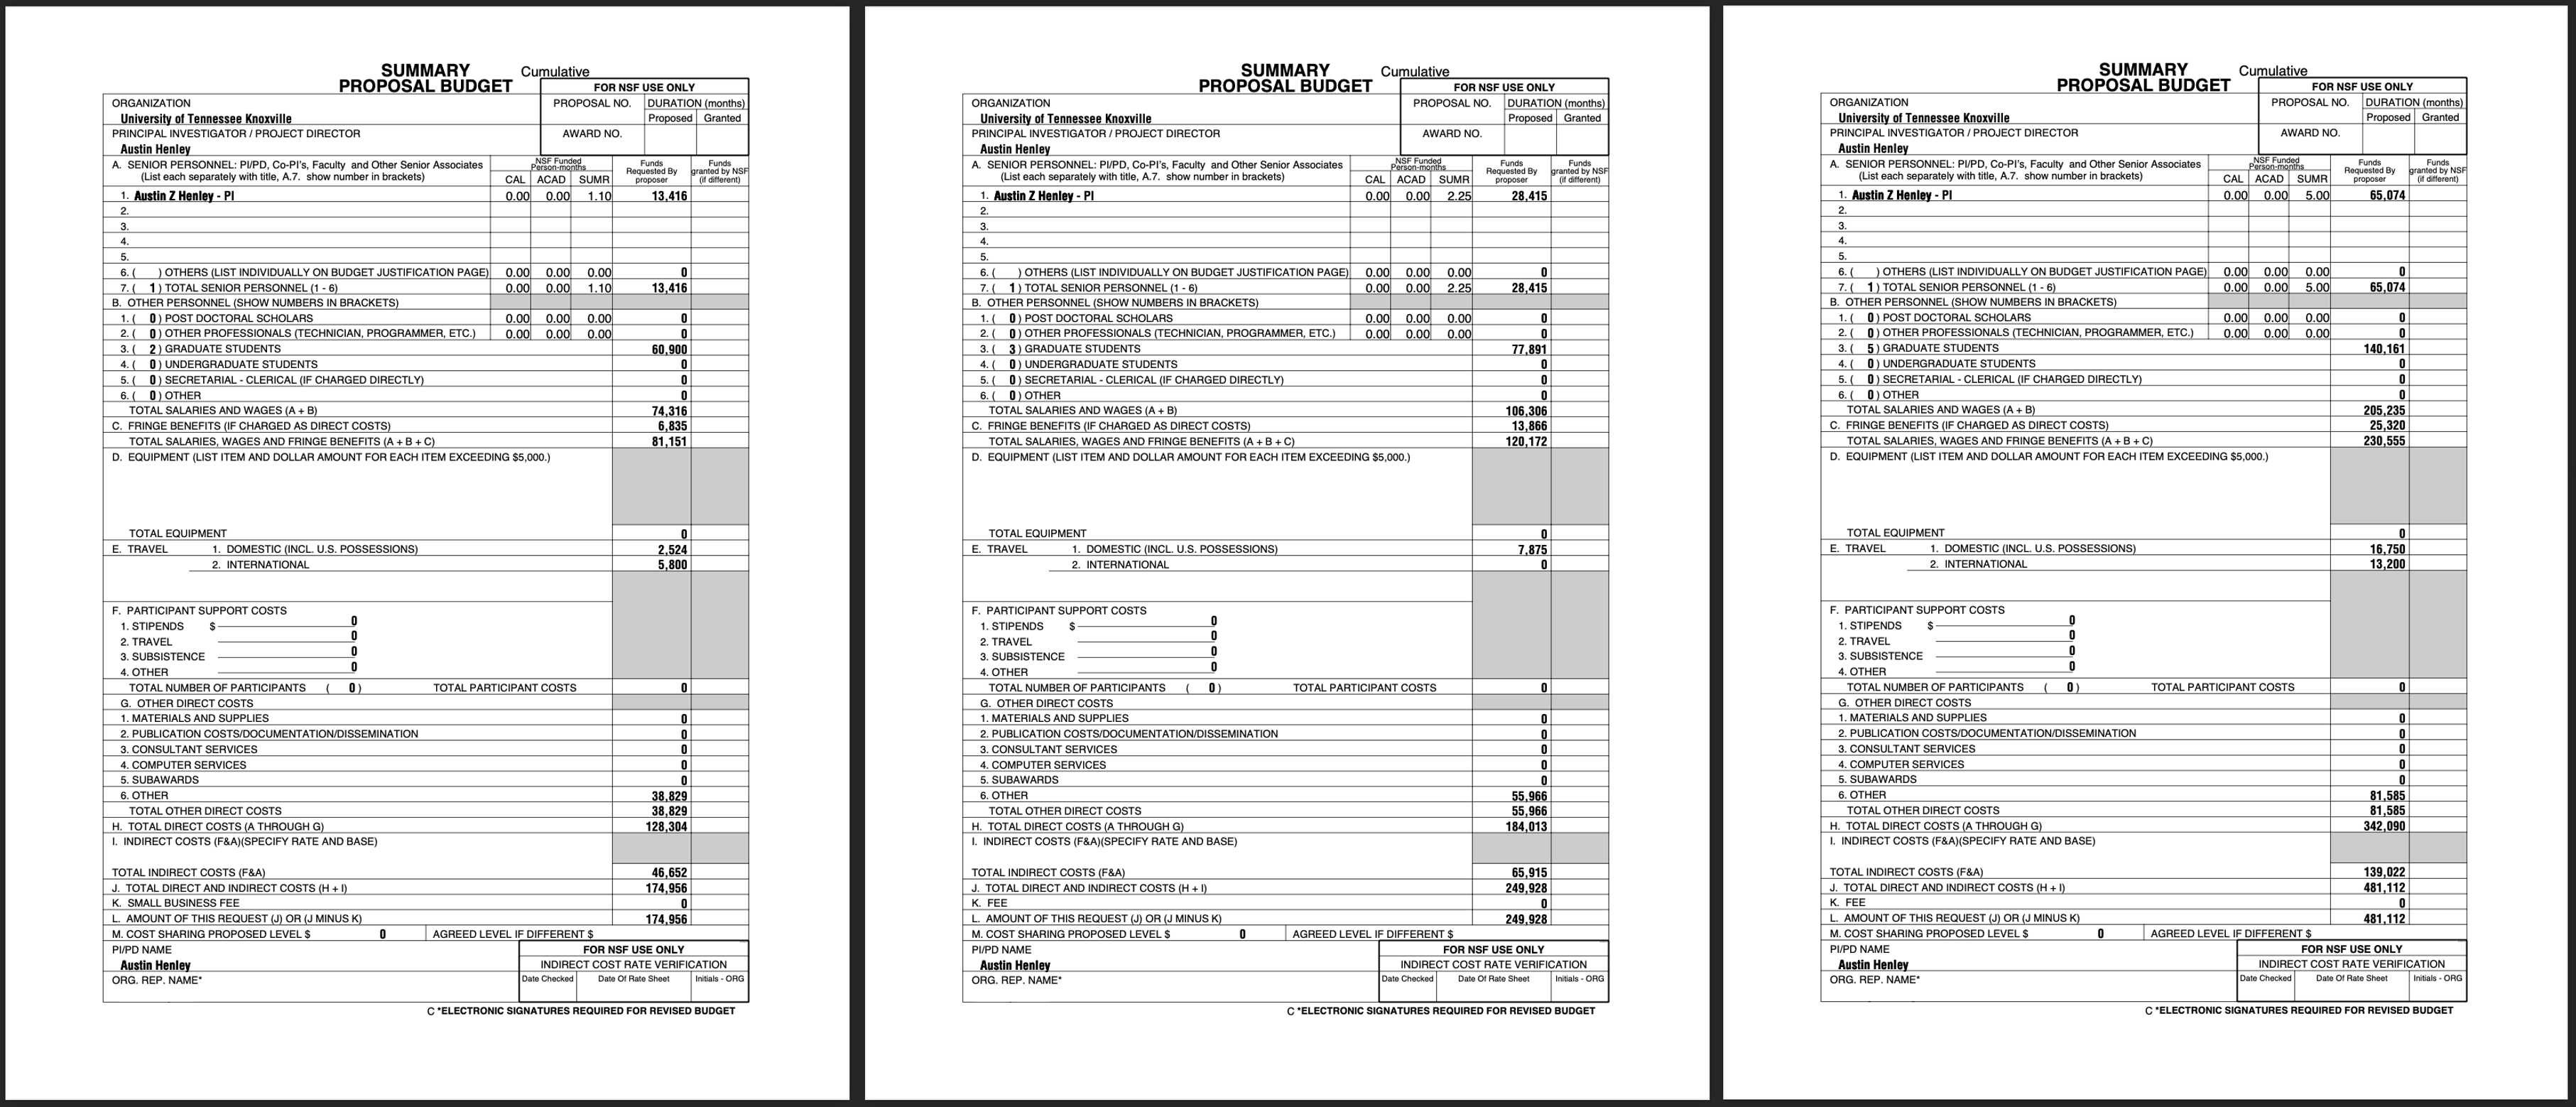 SUMMARY Cumulative
PROPOSAL BUDGET FOR NSF USE ONLY
ORGANIZATION PROPOSAL NO. DURATION (months)
University of Tennessee Knoxville Proposed Granted
PRINCIPAL INVESTIGATOR / PROJECT DIRECTOR AWARD NO.
Austin Henley
A. SENIOR PERSONNEL: PI/PD, Co-PI's, Faculty and Other Senior Associates NSF Funded Person-months Funds Requested By proposer Funds granted by NSF (if different)
(List each separately with title, A.7. show number in brackets) CAL ACAD SUMR
1. Austin Z Henley - PI 0.00 0.00 1.10 13,416
2.
3.
4.
5.
6. ( ) OTHERS (LIST INDIVIDUALLY ON BUDGET JUSTIFICATION PAGE) 0.00 0.00 0.00 0
7. ( 1 ) TOTAL SENIOR PERSONNEL (1 - 6) 0.00 0.00 1.10 13,416
B. OTHER PERSONNEL (SHOW NUMBERS IN BRACKETS)
1. ( 0 ) POST DOCTORAL SCHOLARS 0.00 0.00 0.00 0
2. ( 0 ) OTHER PROFESSIONALS (TECHNICIAN, PROGRAMMER, ETC.) 0.00 0.00 0.00 0
3. ( 2 ) GRADUATE STUDENTS 60,900
4. ( 0 ) UNDERGRADUATE STUDENTS 0
5. ( 0 ) SECRETARIAL - CLERICAL (IF CHARGED DIRECTLY) 0
6. ( 0 ) OTHER 0
TOTAL SALARIES AND WAGES (A + B) 74,316
C. FRINGE BENEFITS (IF CHARGED AS DIRECT COSTS) 6,835
TOTAL SALARIES, WAGES AND FRINGE BENEFITS (A + B + C) 81,151
D. EQUIPMENT (LIST ITEM AND DOLLAR AMOUNT FOR EACH ITEM EXCEEDING $5,000.)
TOTAL EQUIPMENT 0
E. TRAVEL 1. DOMESTIC (INCL. U.S. POSSESSIONS) 2,524
2. INTERNATIONAL 5,800
F. PARTICIPANT SUPPORT COSTS
1. STIPENDS $ 0
2. TRAVEL 0
3. SUBSISTENCE 0
4. OTHER 0
TOTAL NUMBER OF PARTICIPANTS ( 0 ) TOTAL PARTICIPANT COSTS 0
G. OTHER DIRECT COSTS
1. MATERIALS AND SUPPLIES 0
2. PUBLICATION COSTS/DOCUMENTATION/DISSEMINATION 0
3. CONSULTANT SERVICES 0
4. COMPUTER SERVICES 0
5. SUBAWARDS 0
6. OTHER 38,829
TOTAL OTHER DIRECT COSTS 38,829
H. TOTAL DIRECT COSTS (A THROUGH G) 128,304
I. INDIRECT COSTS (F&A)(SPECIFY RATE AND BASE)
TOTAL INDIRECT COSTS (F&A) 46,652
J. TOTAL DIRECT AND INDIRECT COSTS (H + I) 174,956
K. SMALL BUSINESS FEE 0
L. AMOUNT OF THIS REQUEST (J) OR (J MINUS K) 174,956
M. COST SHARING PROPOSED LEVEL $ 0 AGREED LEVEL IF DIFFERENT $
PI/PD NAME FOR NSF USE ONLY
Austin Henley INDIRECT COST RATE VERIFICATION
ORG. REP. NAME* Date Checked Date Of Rate Sheet Initials - ORG
C *ELECTRONIC SIGNATURES REQUIRED FOR REVISED BUDGET
SUMMARY Cumulative
PROPOSAL BUDGET FOR NSF USE ONLY
ORGANIZATION PROPOSAL NO. DURATION (months)
University of Tennessee Knoxville Proposed Granted
PRINCIPAL INVESTIGATOR / PROJECT DIRECTOR AWARD NO.
Austin Henley
A. SENIOR PERSONNEL: PI/PD, Co-PI's, Faculty and Other Senior Associates NSF Funded Person-months Funds Requested By proposer Funds granted by NSF (if different)
(List each separately with title, A.7. show number in brackets) CAL ACAD SUMR
1. Austin Z Henley - PI 0.00 0.00 2.25 28,415
2.
3.
4.
5.
6. ( ) OTHERS (LIST INDIVIDUALLY ON BUDGET JUSTIFICATION PAGE) 0.00 0.00 0.00 0
7. ( 1 ) TOTAL SENIOR PERSONNEL (1 - 6) 0.00 0.00 2.25 28,415
B. OTHER PERSONNEL (SHOW NUMBERS IN BRACKETS)
1. ( 0 ) POST DOCTORAL SCHOLARS 0.00 0.00 0.00 0
2. ( 0 ) OTHER PROFESSIONALS (TECHNICIAN, PROGRAMMER, ETC.) 0.00 0.00 0.00 0
3. ( 3 ) GRADUATE STUDENTS 77,891
4. ( 0 ) UNDERGRADUATE STUDENTS 0
5. ( 0 ) SECRETARIAL - CLERICAL (IF CHARGED DIRECTLY) 0
6. ( 0 ) OTHER 0
TOTAL SALARIES AND WAGES (A + B) 106,306
C. FRINGE BENEFITS (IF CHARGED AS DIRECT COSTS) 13,866
TOTAL SALARIES, WAGES AND FRINGE BENEFITS (A + B + C) 120,172
D. EQUIPMENT (LIST ITEM AND DOLLAR AMOUNT FOR EACH ITEM EXCEEDING $5,000.)
TOTAL EQUIPMENT 0
E. TRAVEL 1. DOMESTIC (INCL. U.S. POSSESSIONS) 7,875
2. INTERNATIONAL 0
F. PARTICIPANT SUPPORT COSTS
1. STIPENDS $ 0
2. TRAVEL 0
3. SUBSISTENCE 0
4. OTHER 0
TOTAL NUMBER OF PARTICIPANTS ( 0 ) TOTAL PARTICIPANT COSTS 0
G. OTHER DIRECT COSTS
1. MATERIALS AND SUPPLIES 0
2. PUBLICATION COSTS/DOCUMENTATION/DISSEMINATION 0
3. CONSULTANT SERVICES 0
4. COMPUTER SERVICES 0
5. SUBAWARDS 0
6. OTHER 55,966
TOTAL OTHER DIRECT COSTS 55,966
H. TOTAL DIRECT COSTS (A THROUGH G) 184,013
I. INDIRECT COSTS (F&A)(SPECIFY RATE AND BASE)
TOTAL INDIRECT COSTS (F&A) 65,915
J. TOTAL DIRECT AND INDIRECT COSTS (H + I) 249,928
K. FEE 0
L. AMOUNT OF THIS REQUEST (J) OR (J MINUS K) 249,928
M. COST SHARING PROPOSED LEVEL $ 0 AGREED LEVEL IF DIFFERENT $
PI/PD NAME FOR NSF USE ONLY
Austin Henley INDIRECT COST RATE VERIFICATION
ORG. REP. NAME* Date Checked Date Of Rate Sheet Initials - ORG
C *ELECTRONIC SIGNATURES REQUIRED FOR REVISED BUDGET
SUMMARY Cumulative
PROPOSAL BUDGET FOR NSF USE ONLY
ORGANIZATION PROPOSAL NO. DURATION (months)
University of Tennessee Knoxville Proposed Granted
PRINCIPAL INVESTIGATOR / PROJECT DIRECTOR AWARD NO.
Austin Henley
A. SENIOR PERSONNEL: PI/PD, Co-PI's, Faculty and Other Senior Associates NSF Funded Person-months Funds Requested By proposer Funds granted by NSF (if different)
(List each separately with title, A.7. show number in brackets) CAL ACAD SUMR
1. Austin Z Henley - PI 0.00 0.00 5.00 65,074
2.
3.
4.
5.
6. ( ) OTHERS (LIST INDIVIDUALLY ON BUDGET JUSTIFICATION PAGE) 0.00 0.00 0.00 0
7. ( 1 ) TOTAL SENIOR PERSONNEL (1 - 6) 0.00 0.00 5.00 65,074
B. OTHER PERSONNEL (SHOW NUMBERS IN BRACKETS)
1. ( 0 ) POST DOCTORAL SCHOLARS 0.00 0.00 0.00 0
2. ( 0 ) OTHER PROFESSIONALS (TECHNICIAN, PROGRAMMER, ETC.) 0.00 0.00 0.00 0
3. ( 5 ) GRADUATE STUDENTS 140,161
4. ( 0 ) UNDERGRADUATE STUDENTS 0
5. ( 0 ) SECRETARIAL - CLERICAL (IF CHARGED DIRECTLY) 0
6. ( 0 ) OTHER 0
TOTAL SALARIES AND WAGES (A + B) 205,235
C. FRINGE BENEFITS (IF CHARGED AS DIRECT COSTS) 25,320
TOTAL SALARIES, WAGES AND FRINGE BENEFITS (A + B + C) 230,555
D. EQUIPMENT (LIST ITEM AND DOLLAR AMOUNT FOR EACH ITEM EXCEEDING $5,000.)
TOTAL EQUIPMENT 0
E. TRAVEL 1. DOMESTIC (INCL. U.S. POSSESSIONS) 16,750
2. INTERNATIONAL 13,200
F. PARTICIPANT SUPPORT COSTS
1. STIPENDS $ 0
2. TRAVEL 0
3. SUBSISTENCE 0
4. OTHER 0
TOTAL NUMBER OF PARTICIPANTS ( 0 ) TOTAL PARTICIPANT COSTS 0
G. OTHER DIRECT COSTS
1. MATERIALS AND SUPPLIES 0
2. PUBLICATION COSTS/DOCUMENTATION/DISSEMINATION 0
3. CONSULTANT SERVICES 0
4. COMPUTER SERVICES 0
5. SUBAWARDS 0
6. OTHER 81,585
TOTAL OTHER DIRECT COSTS 81,585
H. TOTAL DIRECT COSTS (A THROUGH G) 342,090
I. INDIRECT COSTS (F&A)(SPECIFY RATE AND BASE)
TOTAL INDIRECT COSTS (F&A) 139,022
J. TOTAL DIRECT AND INDIRECT COSTS (H + I) 481,112
K. FEE 0
L. AMOUNT OF THIS REQUEST (J) OR (J MINUS K) 481,112
M. COST SHARING PROPOSED LEVEL $ 0 AGREED LEVEL IF DIFFERENT $
PI/PD NAME FOR NSF USE ONLY
Austin Henley INDIRECT COST RATE VERIFICATION
ORG. REP. NAME* Date Checked Date Of Rate Sheet Initials - ORG
C *ELECTRONIC SIGNATURES REQUIRED FOR REVISED BUDGET